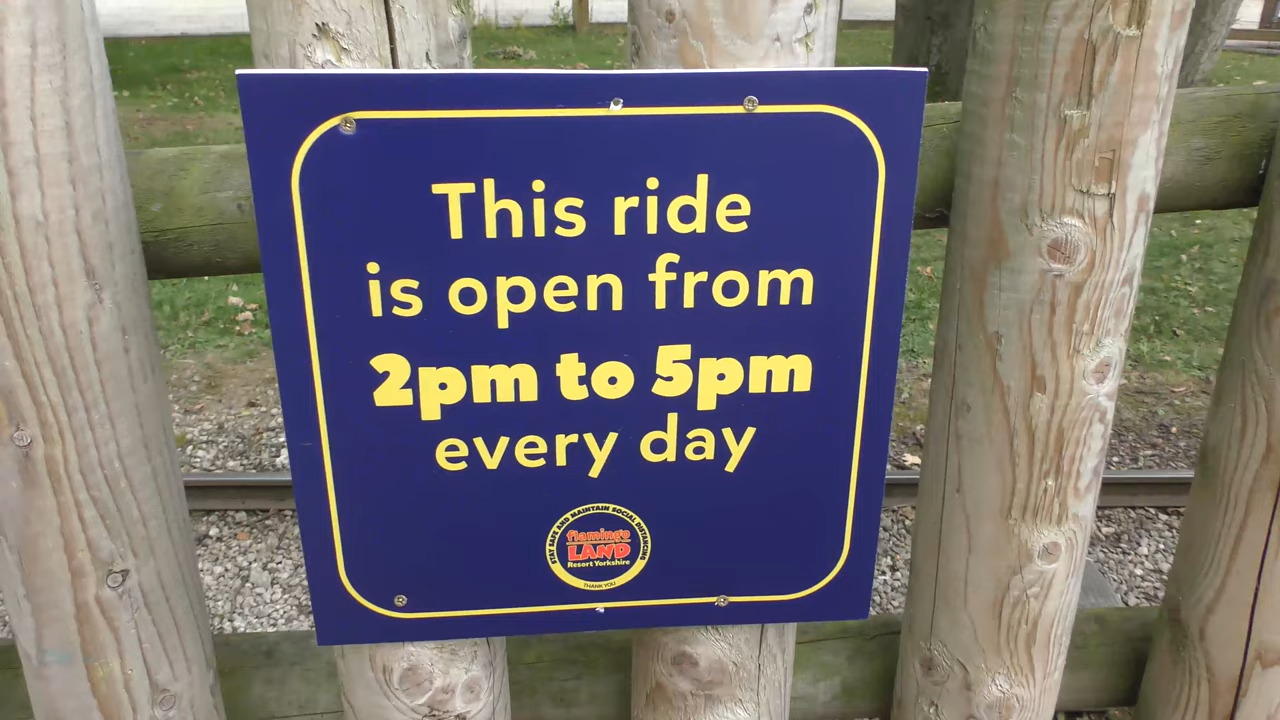 This ride
is open from
2pm to 5pm
every day
STAY SAFE AND MAINTAIN SOCIAL DISTANCING
flamingo
LAND
Resort Yorkshire
THANK YOU